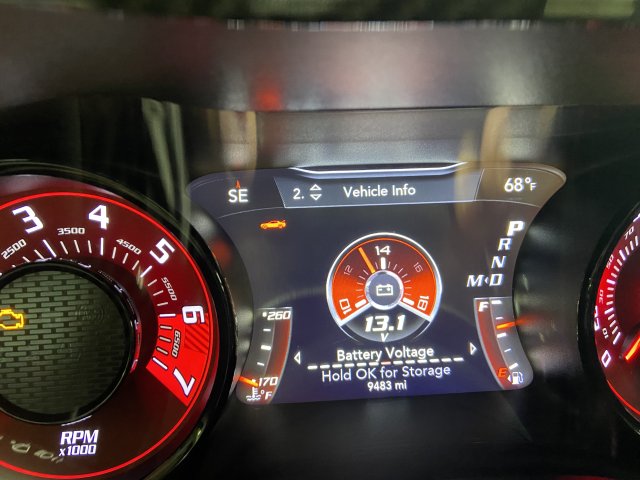 SE
2. Vehicle Info
68°F
P
R
N
M◂D
12 14 16
13.1
V
Battery Voltage
Hold OK for Storage
9483 mi
260
170
°F
F
E
2500 3 3500 4 4500 5 5500 6 6500 7
RPM
x1000
0